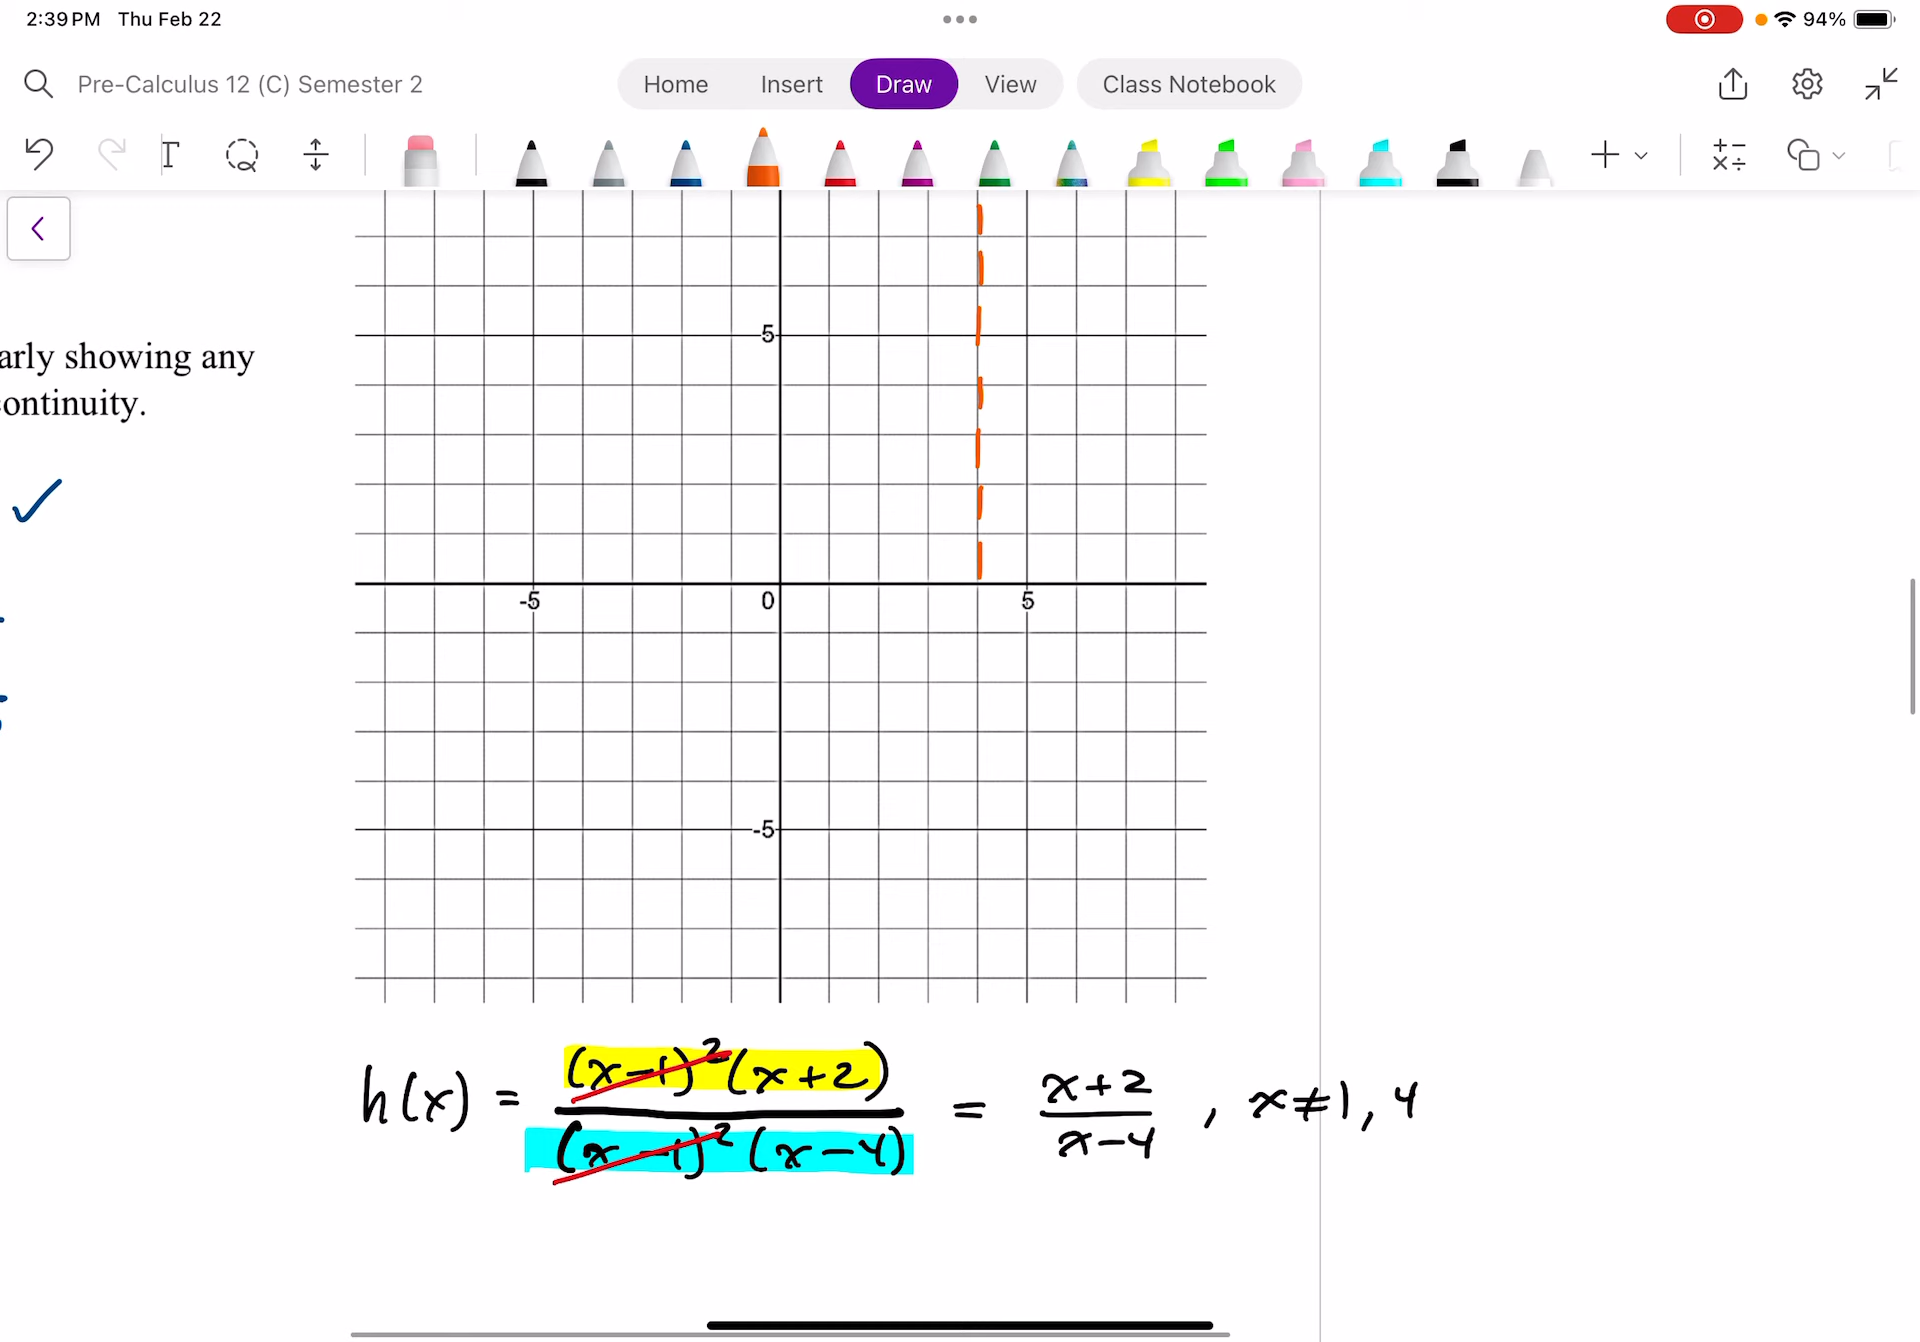 2:39 PM Thu Feb 22
94%
Pre-Calculus 12 (C) Semester 2
Home Insert Draw View Class Notebook
arly showing any
continuity.
5
-5 0 5
-5
h(x) = (x-1)²(x+2) / (x-1)²(x-4) = x+2 / x-4 , x≠1, 4